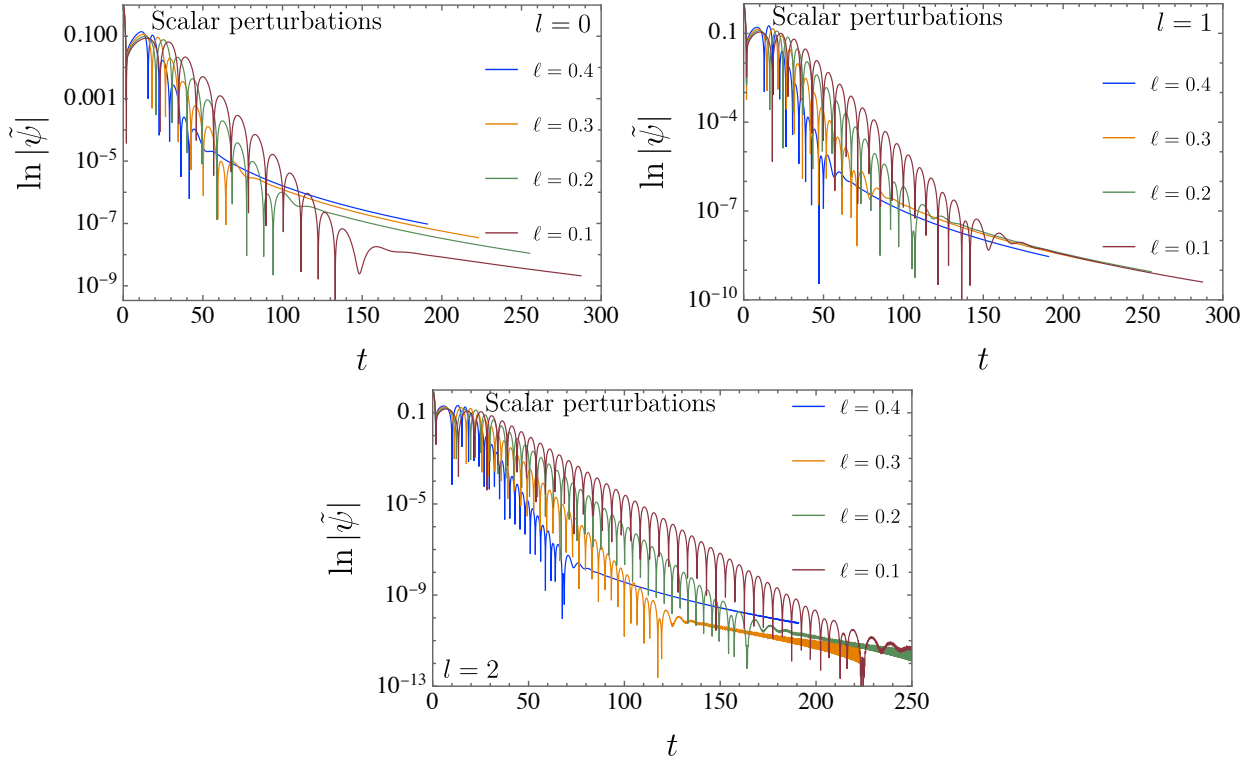 Scalar perturbations
l = 0
ℓ = 0.4
ℓ = 0.3
ℓ = 0.2
ℓ = 0.1
0.100
0.001
10⁻⁵
10⁻⁷
10⁻⁹
ln |ψ̃|
0 50 100 150 200 250 300
t
Scalar perturbations
l = 1
ℓ = 0.4
ℓ = 0.3
ℓ = 0.2
ℓ = 0.1
0.1
10⁻⁴
10⁻⁷
10⁻¹⁰
ln |ψ̃|
0 50 100 150 200 250 300
t
Scalar perturbations
ℓ = 0.4
ℓ = 0.3
ℓ = 0.2
ℓ = 0.1
0.1
10⁻⁵
10⁻⁹
10⁻¹³
ln |ψ̃|
l = 2
0 50 100 150 200 250
t